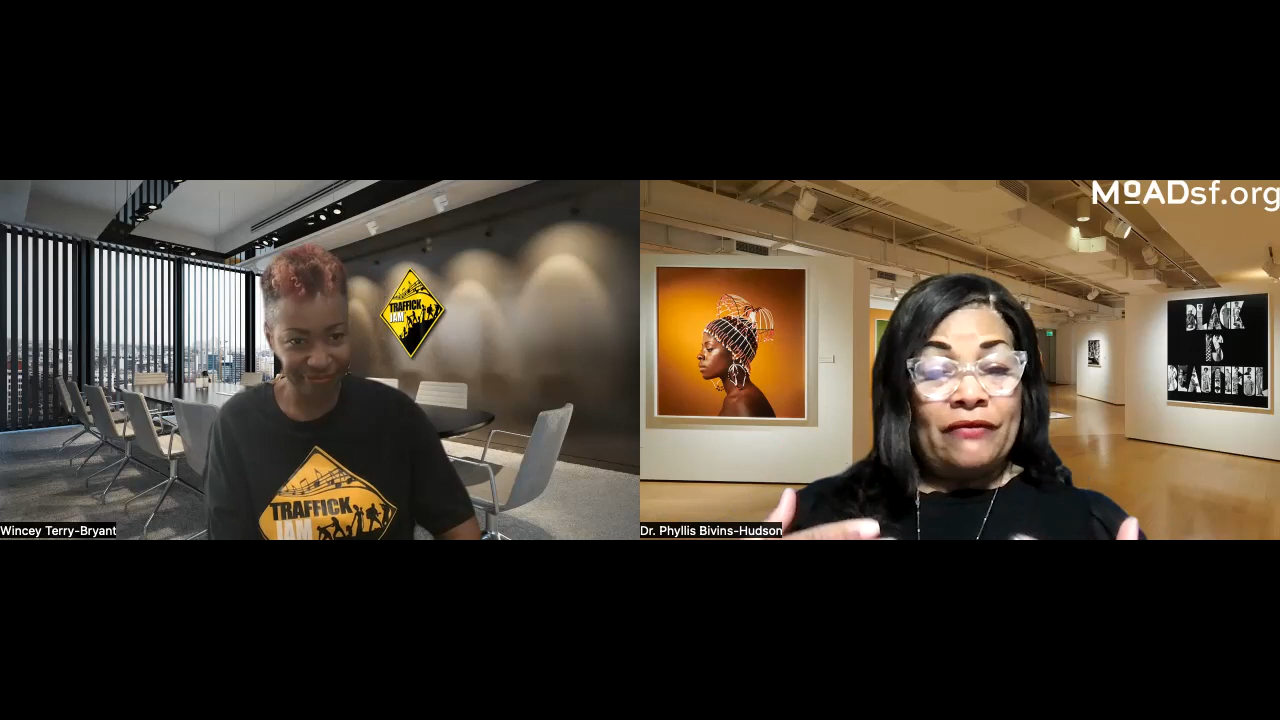 TRAFFICK
JAM
TRAFFICK
JAM
Wincey Terry-Bryant
MoADsf.org
BLACK
IS
BEAUTIFUL
Dr. Phyllis Bivins-Hudson